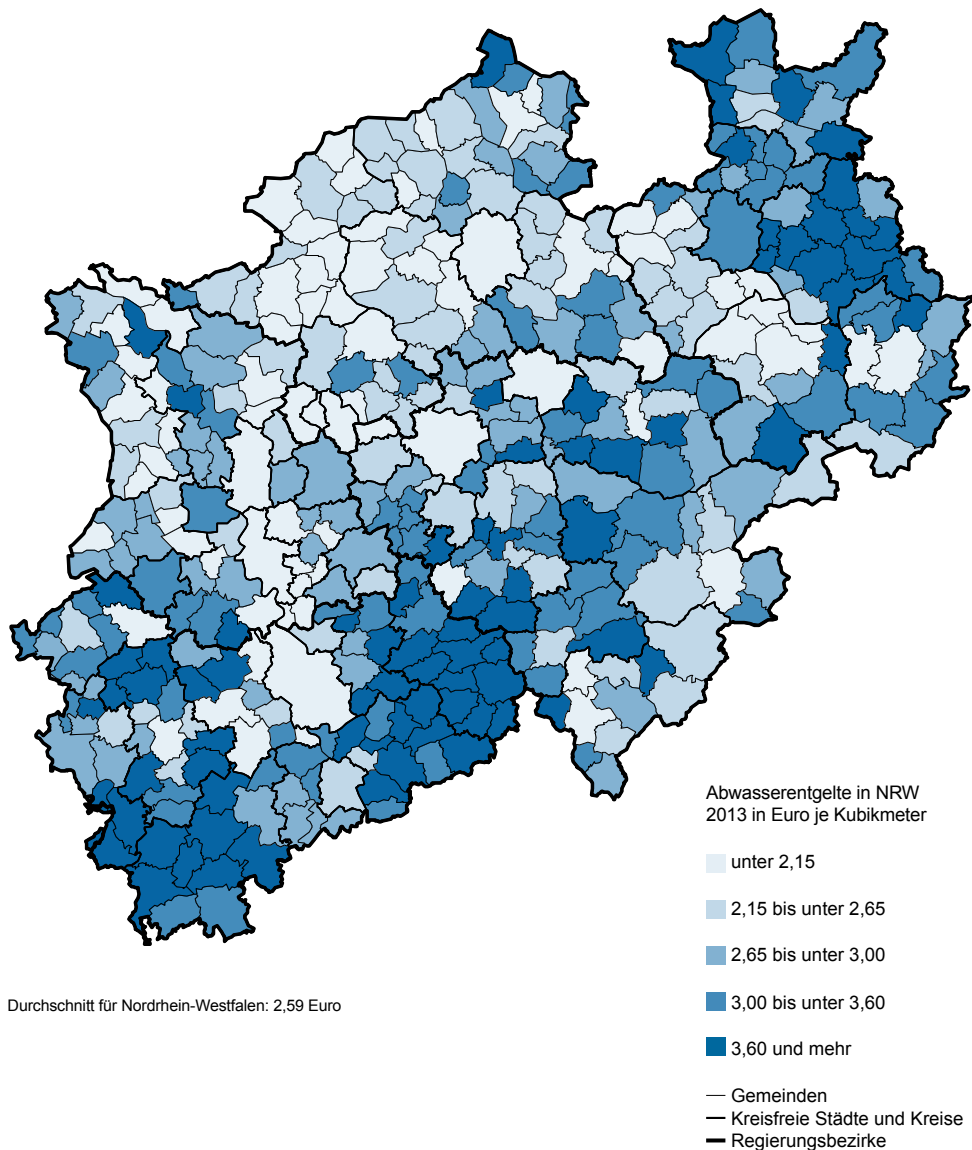 Abwasserentgelte in NRW
2013 in Euro je Kubikmeter
unter 2,15
2,15 bis unter 2,65
2,65 bis unter 3,00
3,00 bis unter 3,60
3,60 und mehr
Gemeinden
Kreisfreie Städte und Kreise
Regierungsbezirke
Durchschnitt für Nordrhein-Westfalen: 2,59 Euro